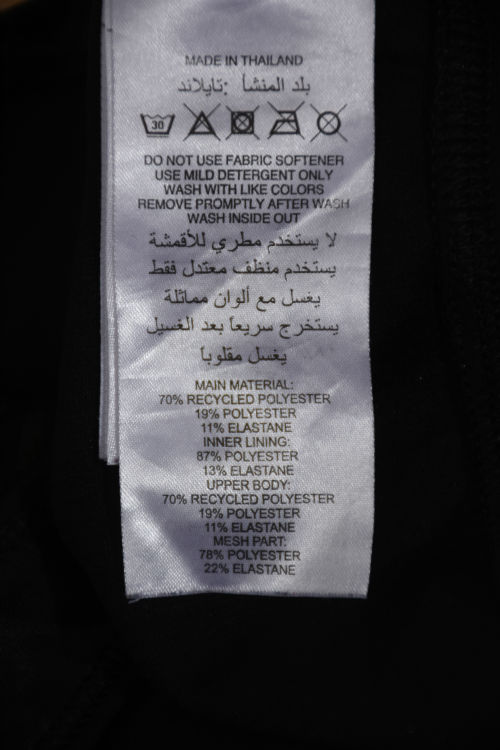 MADE IN THAILAND
بلد المنشأ :تايلاند
30
DO NOT USE FABRIC SOFTENER
USE MILD DETERGENT ONLY
WASH WITH LIKE COLORS
REMOVE PROMPTLY AFTER WASH
WASH INSIDE OUT
لا يستخدم مطري للأقمشة
يستخدم منظف معتدل فقط
يغسل مع ألوان مماثلة
يستخرج سريعاً بعد الغسيل
يغسل مقلوباً
MAIN MATERIAL:
70% RECYCLED POLYESTER
19% POLYESTER
11% ELASTANE
INNER LINING:
87% POLYESTER
13% ELASTANE
UPPER BODY:
70% RECYCLED POLYESTER
19% POLYESTER
11% ELASTANE
MESH PART:
78% POLYESTER
22% ELASTANE